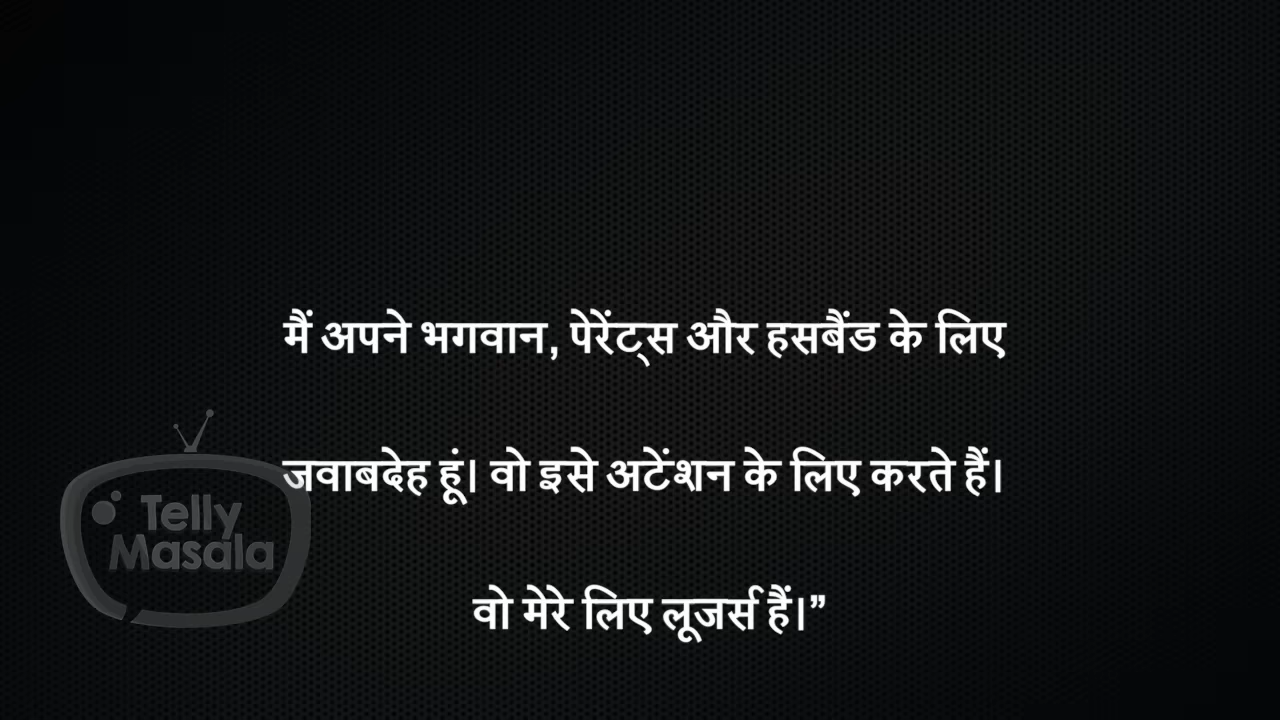 मैं अपने भगवान, पेरेंट्स और हसबैंड के लिए
जवाबदेह हूं। वो इसे अटेंशन के लिए करते हैं।
Telly
Masala
वो मेरे लिए लूजर्स हैं।”